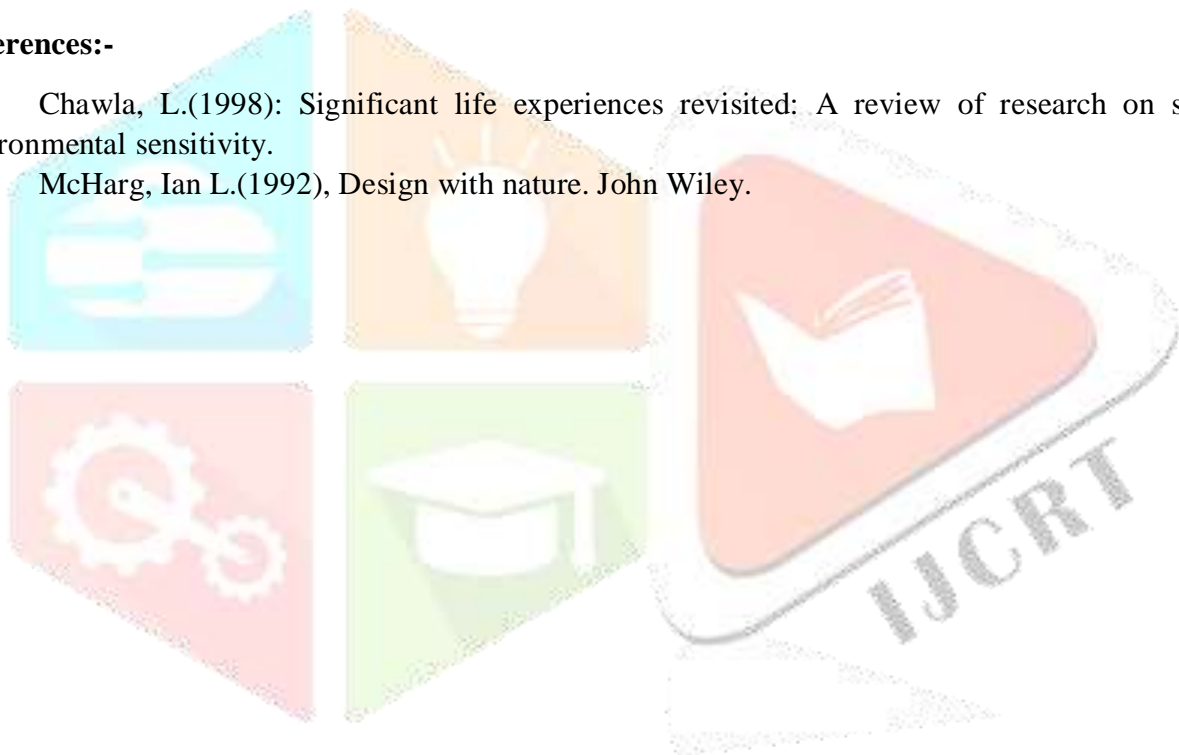 erences:-
Chawla, L.(1998): Significant life experiences revisited: A review of research on s
ronmental sensitivity.
McHarg, Ian L.(1992), Design with nature. John Wiley.
IJCRT